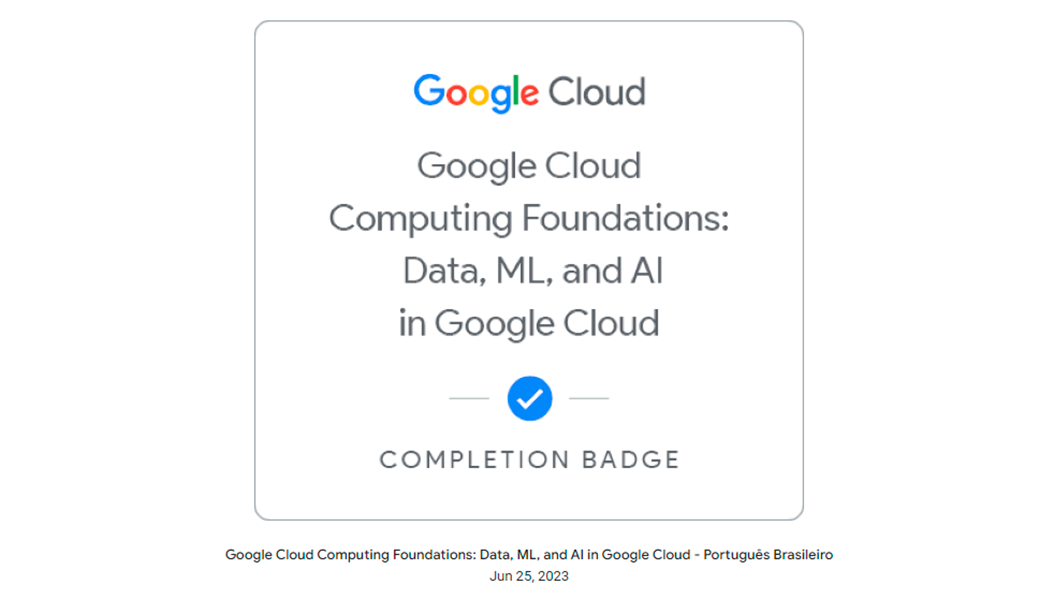 Google Cloud
Google Cloud
Computing Foundations:
Data, ML, and AI
in Google Cloud
COMPLETION BADGE
Google Cloud Computing Foundations: Data, ML, and AI in Google Cloud - Português Brasileiro
Jun 25, 2023